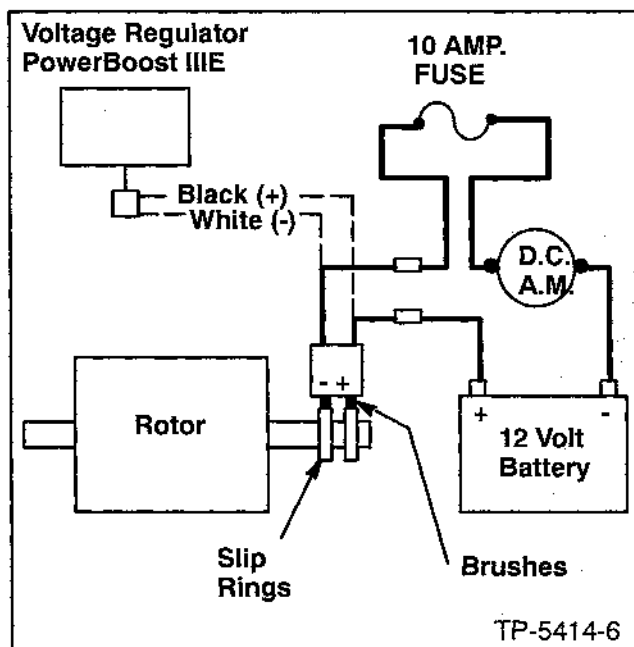 Voltage Regulator
PowerBoost IIIE
10 AMP.
FUSE
Black (+)
White (-)
D.C.
A.M.
- +
Rotor
+ -
12 Volt
Battery
Slip
Rings
Brushes
TP-5414-6